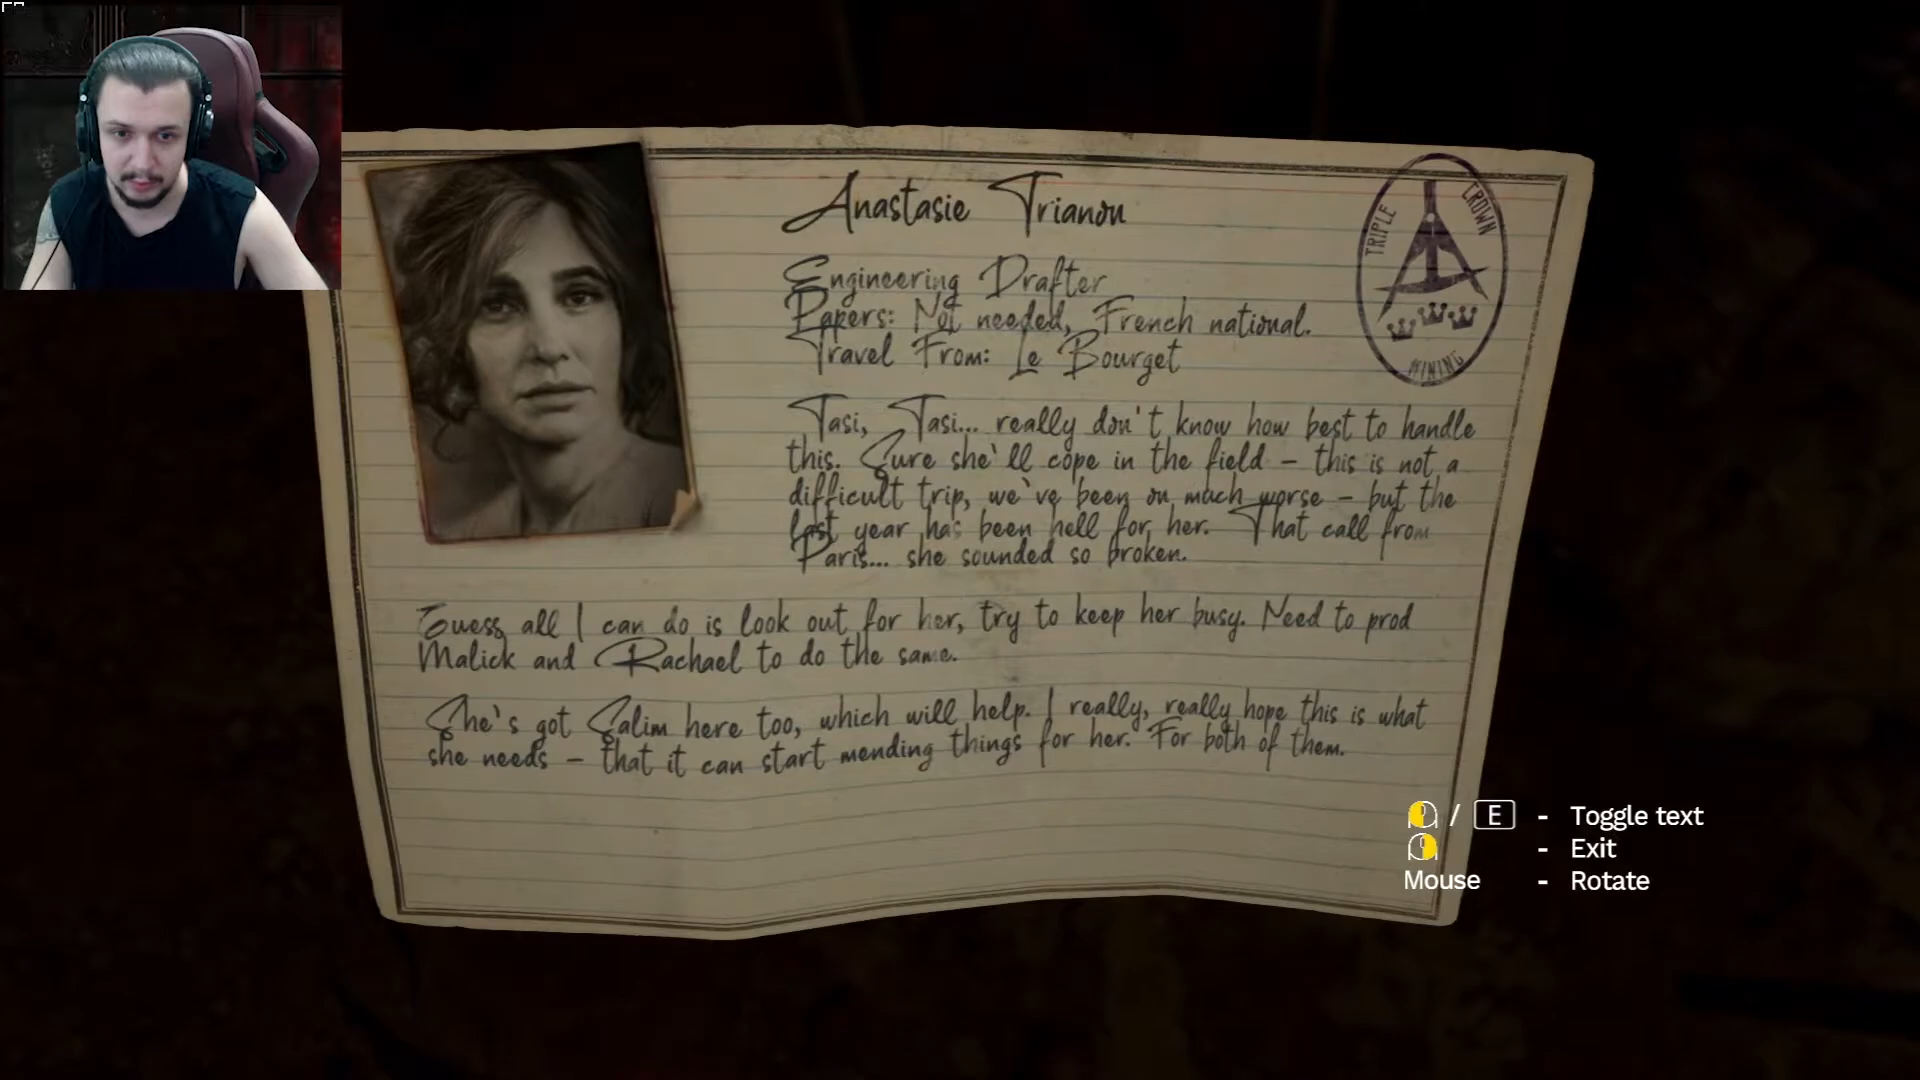 Anastasie Trianon
TRIPLE CROWN
MINING
Engineering Drafter
Papers: Not needed, French national.
Travel From: Le Bourget
Tasi, Tasi... really don't know how best to handle
this. Sure she'll cope in the field – this is not a
difficult trip, we've been on much worse – but the
last year has been hell for her. That call from
Paris... she sounded so broken.
Guess all I can do is look out for her, try to keep her busy. Need to prod
Malick and Rachael to do the same.
She's got Salim here too, which will help. I really, really hope this is what
she needs – that it can start mending things for her. For both of them.
/ E - Toggle text
- Exit
Mouse - Rotate